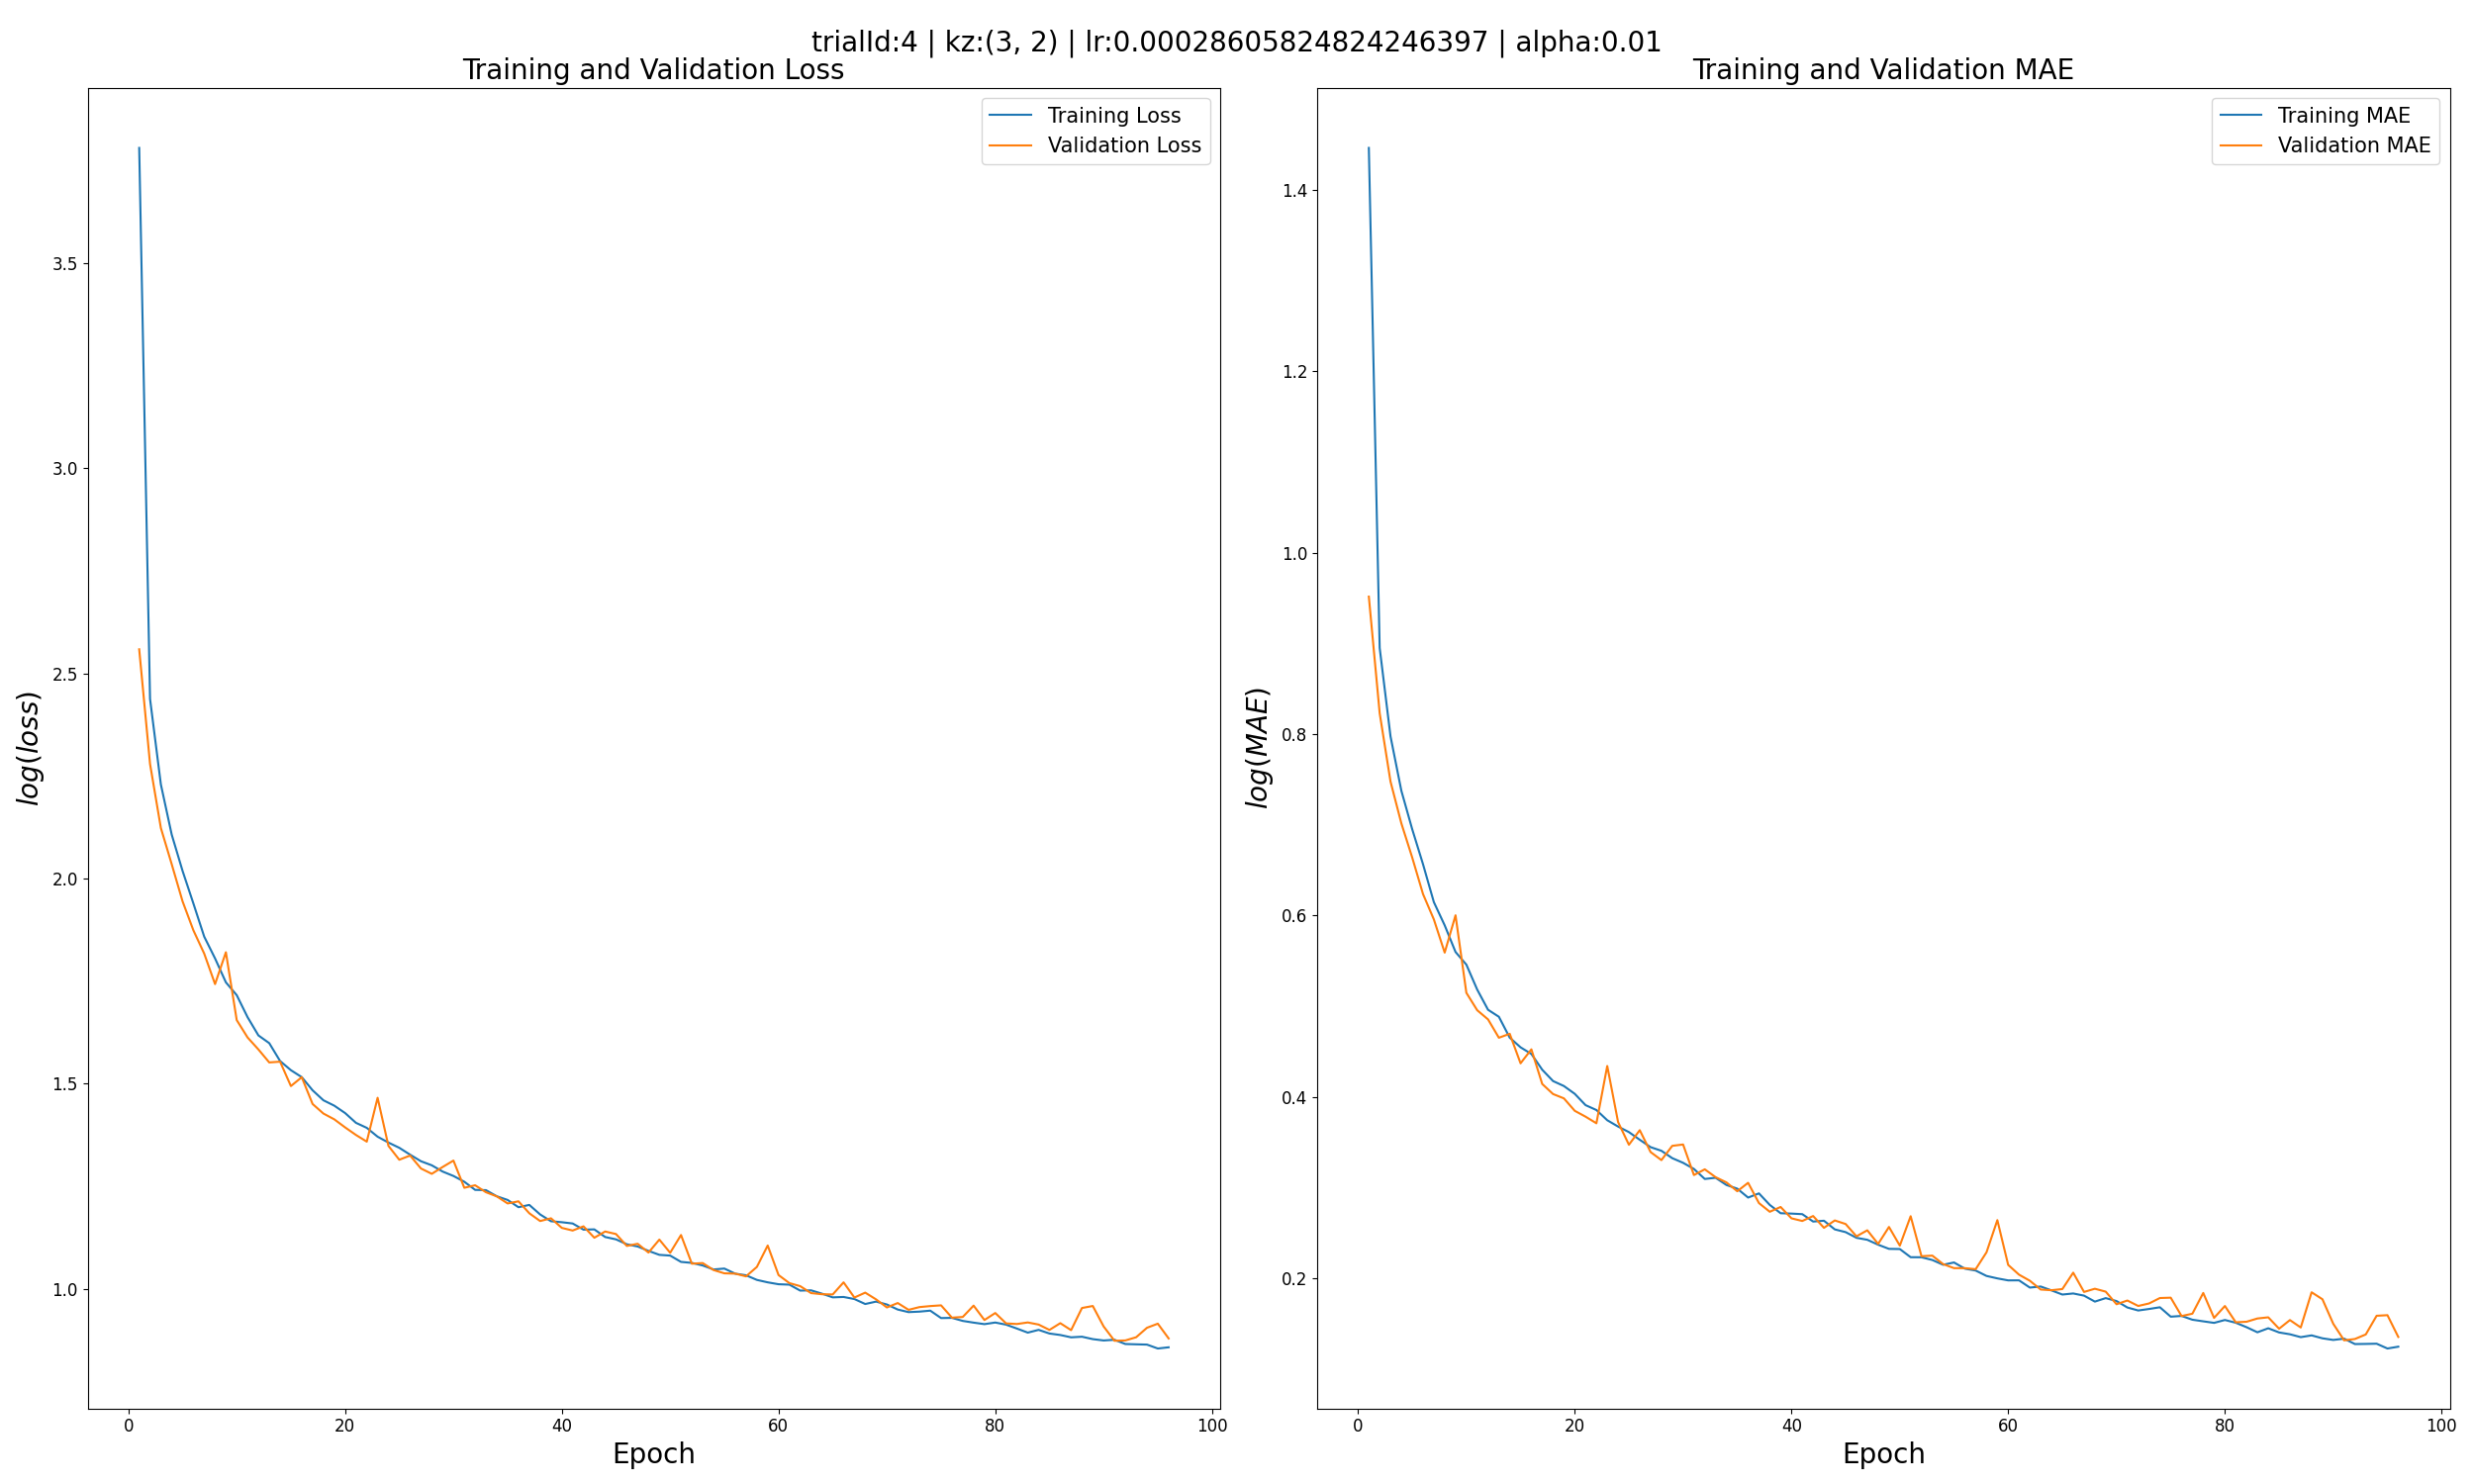 trialId:4 | kz:(3, 2) | lr:0.00028605824824246397 | alpha:0.01
Training and Validation Loss
Training Loss
Validation Loss
3.5
3.0
2.5
2.0
1.5
1.0
log(loss)
0 20 40 60 80 100
Epoch
Training and Validation MAE
Training MAE
Validation MAE
1.4
1.2
1.0
0.8
0.6
0.4
0.2
log(MAE)
0 20 40 60 80 100
Epoch